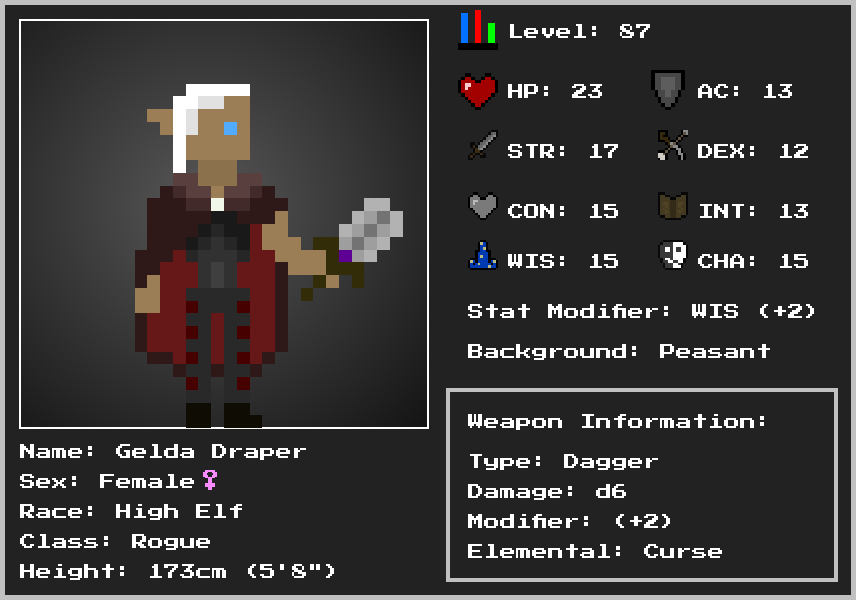 Level: 87
HP: 23
AC: 13
STR: 17
DEX: 12
CON: 15
INT: 13
WIS: 15
CHA: 15
Stat Modifier: WIS (+2)
Background: Peasant
Weapon Information:
Type: Dagger
Damage: d6
Modifier: (+2)
Elemental: Curse
Name: Gelda Draper
Sex: Female♀
Race: High Elf
Class: Rogue
Height: 173cm (5'8")